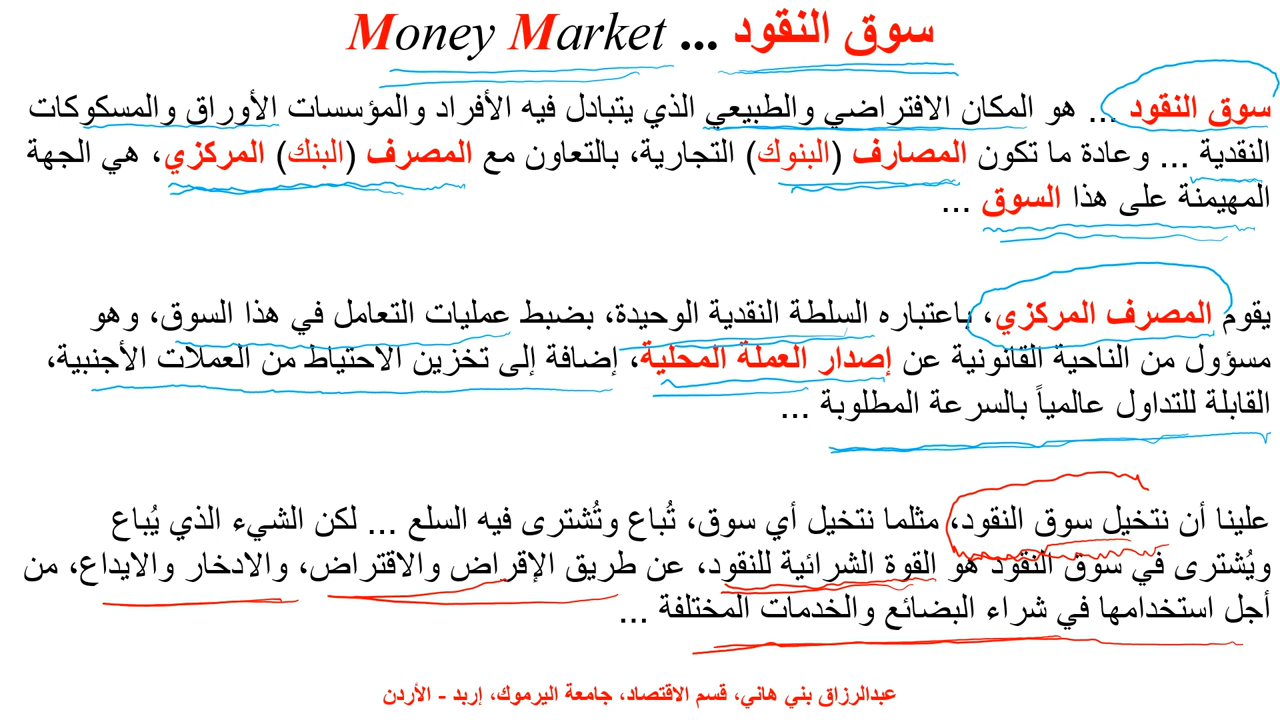 سوق النقود ... Money Market
سوق النقود ... هو المكان الافتراضي والطبيعي الذي يتبادل فيه الأفراد والمؤسسات الأوراق والمسكوكات
النقدية ... وعادة ما تكون المصارف (البنوك) التجارية، بالتعاون مع المصرف (البنك) المركزي، هي الجهة
المهيمنة على هذا السوق ...
يقوم المصرف المركزي، باعتباره السلطة النقدية الوحيدة، بضبط عمليات التعامل في هذا السوق، وهو
مسؤول من الناحية القانونية عن إصدار العملة المحلية، إضافة إلى تخزين الاحتياط من العملات الأجنبية،
القابلة للتداول عالمياً بالسرعة المطلوبة ...
علينا أن نتخيل سوق النقود، مثلما نتخيل أي سوق، تُباع وتُشترى فيه السلع ... لكن الشيء الذي يُباع
ويُشترى في سوق النقود هو القوة الشرائية للنقود، عن طريق الإقراض والاقتراض، والادخار والايداع، من
أجل استخدامها في شراء البضائع والخدمات المختلفة ...
عبدالرزاق بني هاني، قسم الاقتصاد، جامعة اليرموك، إربد - الأردن